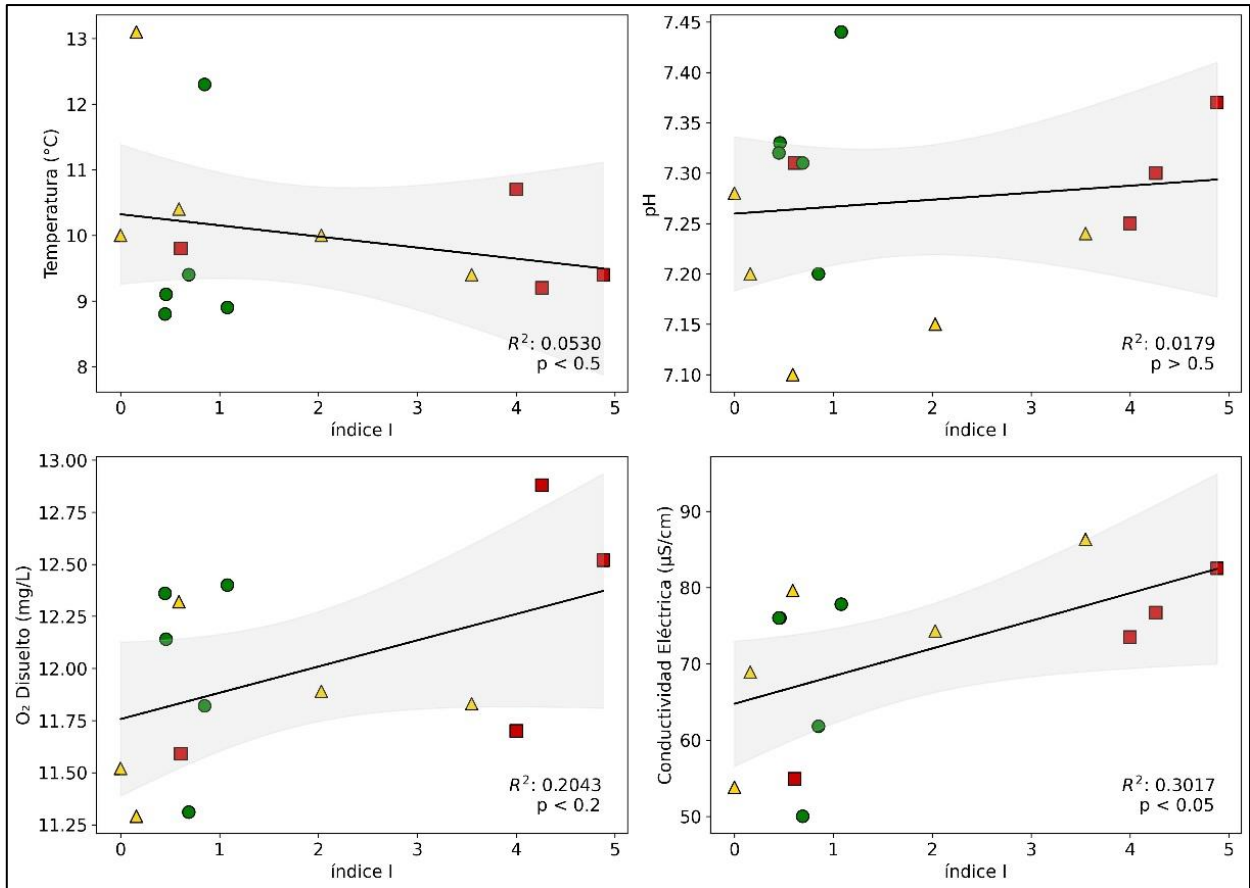 Temperatura (°C)
13
12
11
10
9
8
R²: 0.0530
p < 0.5
0 1 2 3 4 5
índice I
pH
7.45
7.40
7.35
7.30
7.25
7.20
7.15
7.10
R²: 0.0179
p > 0.5
0 1 2 3 4 5
índice I
O₂ Disuelto (mg/L)
13.00
12.75
12.50
12.25
12.00
11.75
11.50
11.25
R²: 0.2043
p < 0.2
0 1 2 3 4 5
índice I
Conductividad Eléctrica (µS/cm)
90
80
70
60
50
R²: 0.3017
p < 0.05
0 1 2 3 4 5
índice I